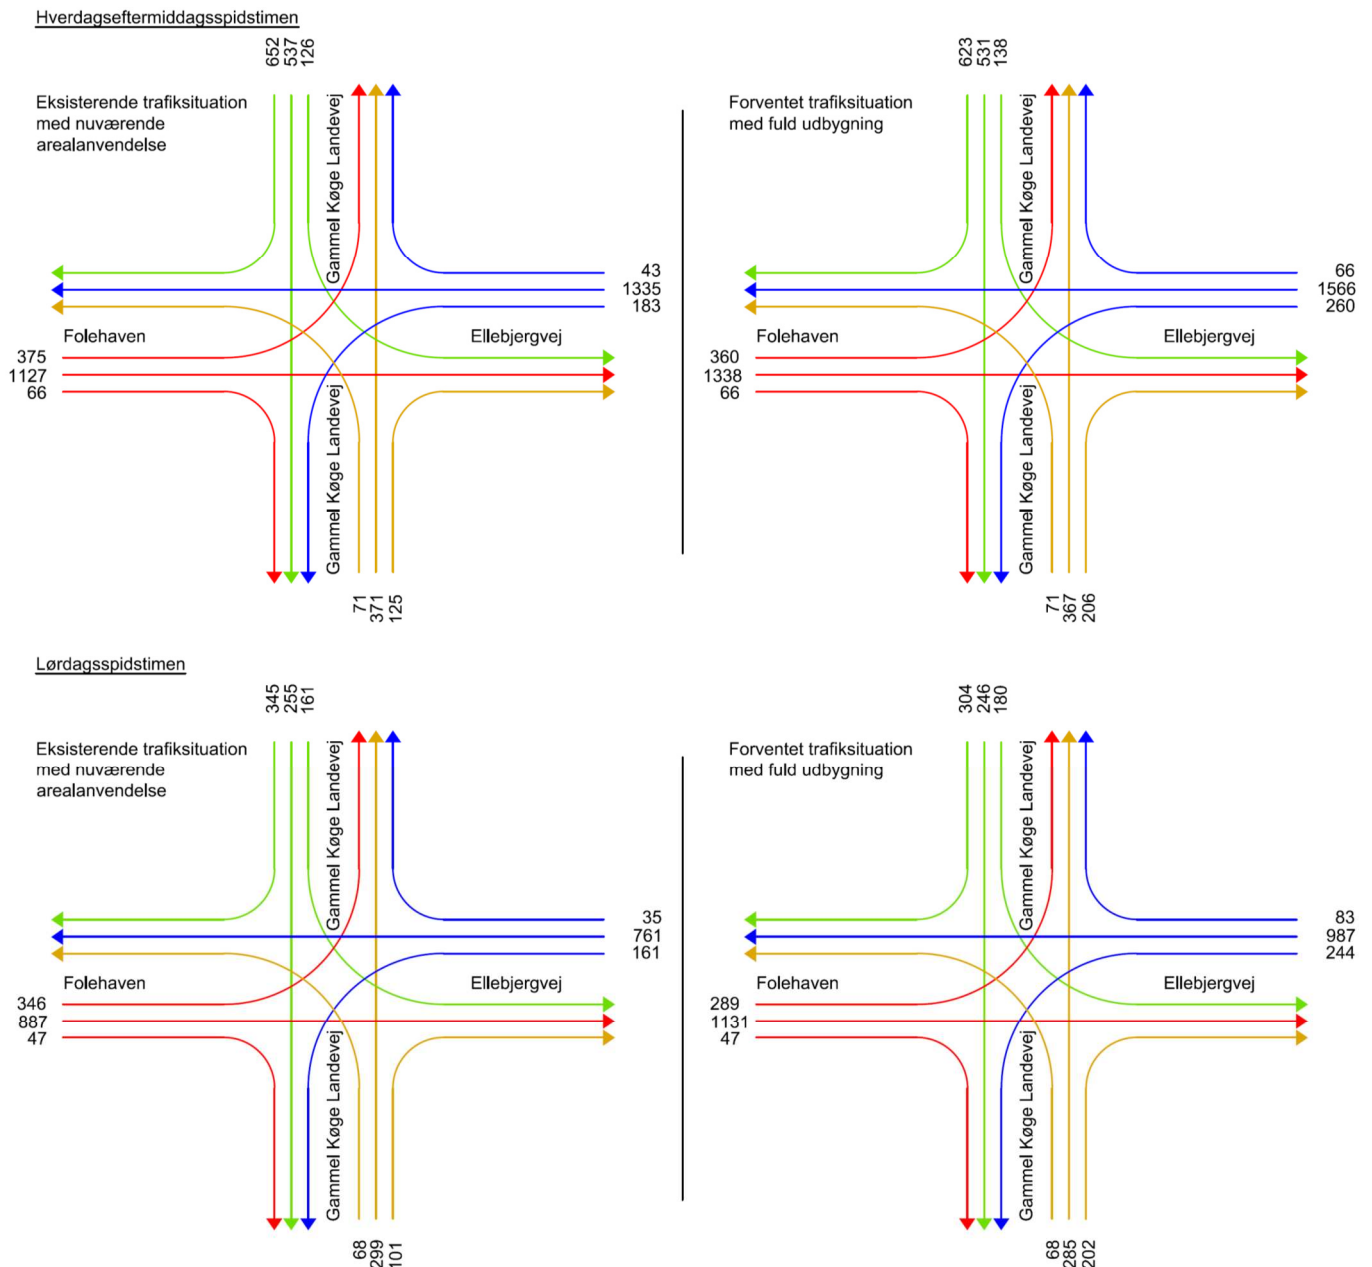 Hverdagseftermiddagsspidstimen
652
537
126
Eksisterende trafiksituation
med nuværende
arealanvendelse
Gammel Køge Landevej
43
1335
183
Folehaven
Ellebjergvej
375
1127
66
Gammel Køge Landevej
71
371
125
623
531
138
Forventet trafiksituation
med fuld udbygning
Gammel Køge Landevej
66
1566
260
Folehaven
Ellebjergvej
360
1338
66
Gammel Køge Landevej
71
367
206
Lørdagsspidstimen
345
255
161
Eksisterende trafiksituation
med nuværende
arealanvendelse
Gammel Køge Landevej
35
761
161
Folehaven
Ellebjergvej
346
887
47
Gammel Køge Landevej
68
299
101
304
246
180
Forventet trafiksituation
med fuld udbygning
Gammel Køge Landevej
83
987
244
Folehaven
Ellebjergvej
289
1131
47
Gammel Køge Landevej
68
285
202